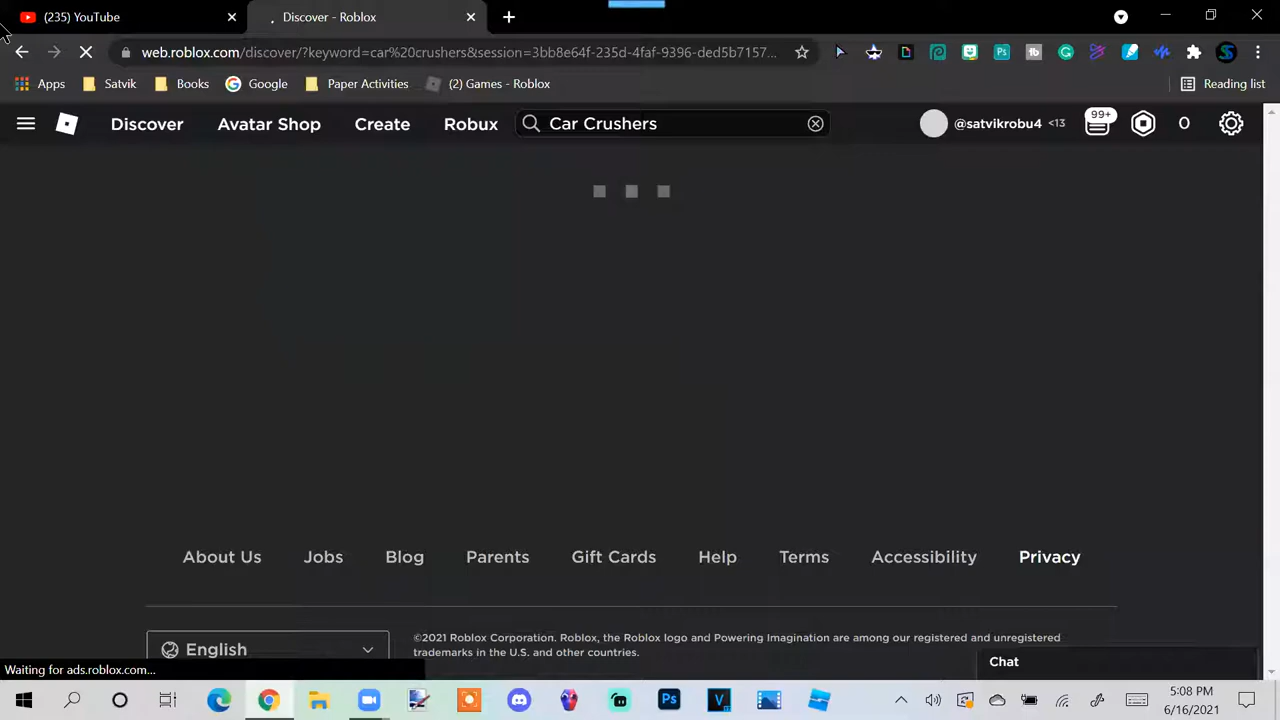 (235) YouTube
Discover - Roblox
web.roblox.com/discover/?keyword=car%20crushers&session=3bb8e64f-235d-4faf-9396-ded5b7157...
Apps Satvik Books Google Paper Activities (2) Games - Roblox Reading list
Discover Avatar Shop Create Robux Car Crushers @satvikrobu4 <13 99+ 0
About Us Jobs Blog Parents Gift Cards Help Terms Accessibility Privacy
English
©2021 Roblox Corporation. Roblox, the Roblox logo and Powering Imagination are among our registered and unregistered
trademarks in the U.S. and other countries.
Chat
Waiting for ads.roblox.com...
5:08 PM
6/16/2021